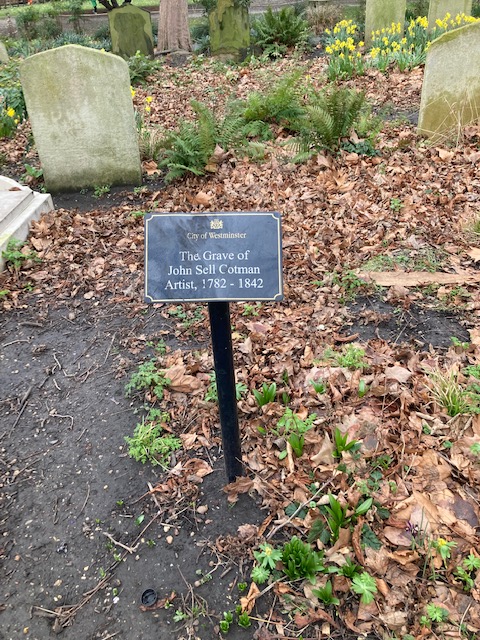 City of Westminster
The Grave of
John Sell Cotman
Artist, 1782 - 1842